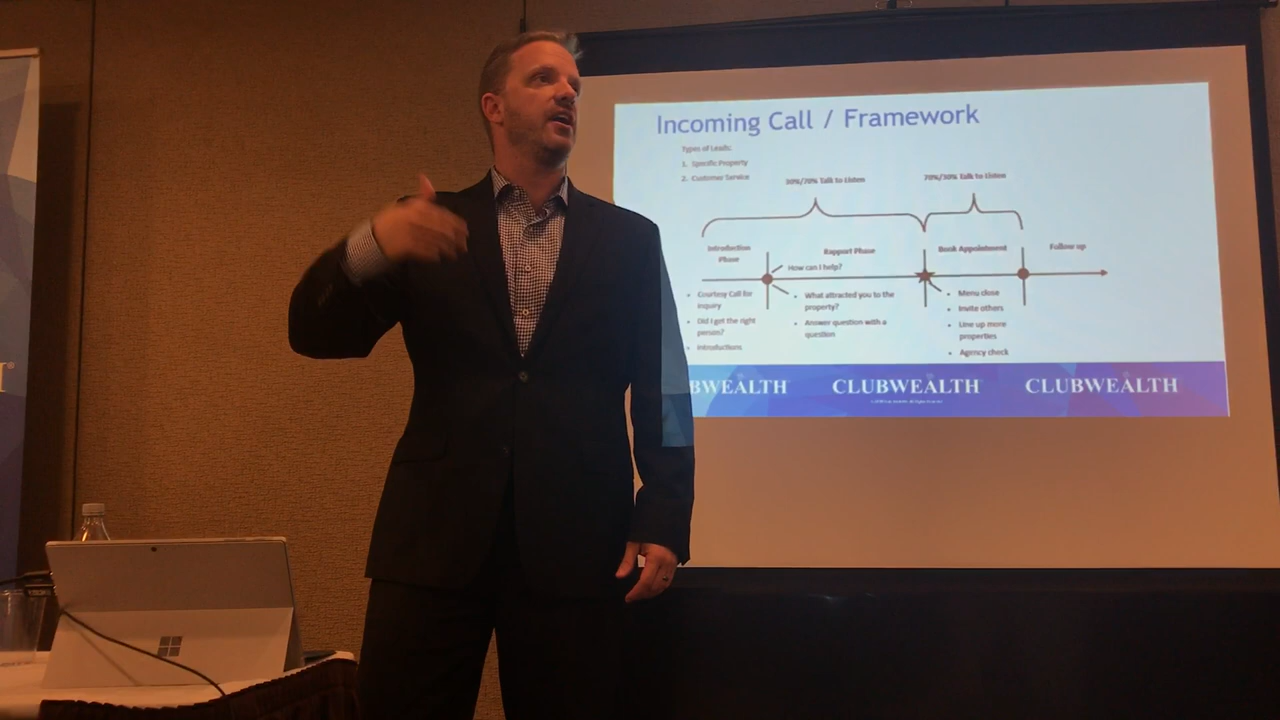 Incoming Call / Framework
Types of Leads:
1. Specific Property
2. Customer Service
30%/70% Talk to Listen
70%/30% Talk to Listen
Introduction
Phase
Rapport Phase
Book Appointment
Follow up
How can I help?
• Courtesy Call for
inquiry
• Did I get the right
person?
• Introductions
• What attracted you to the
property?
• Answer question with a
question
• Menu close
• Invite others
• Line up more
properties
• Agency check
BWEALTH
CLUBWEALTH
CLUBWEALTH